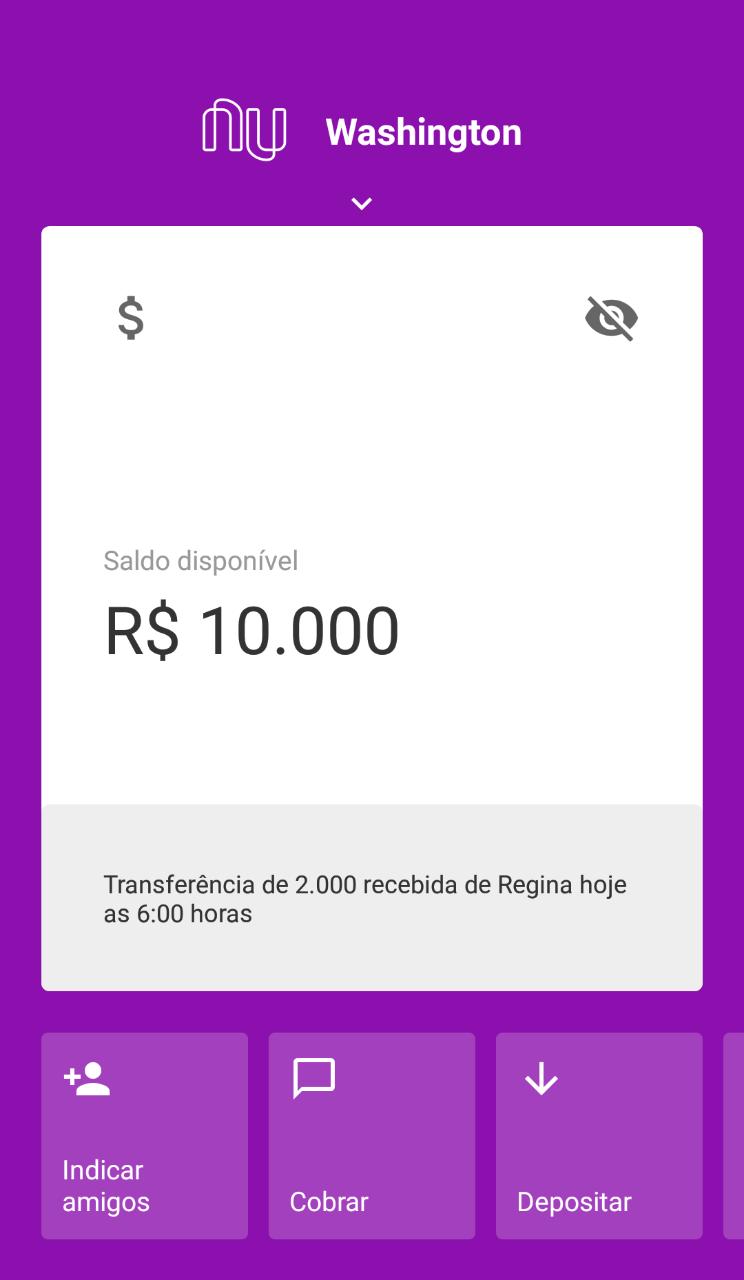 nu Washington
$
Saldo disponível
R$ 10.000
Transferência de 2.000 recebida de Regina hoje
as 6:00 horas
Indicar
amigos
Cobrar
Depositar